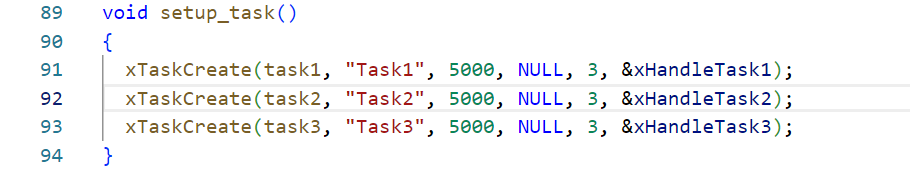 89 void setup_task()
90 {
91 xTaskCreate(task1, "Task1", 5000, NULL, 3, &xHandleTask1);
92 xTaskCreate(task2, "Task2", 5000, NULL, 3, &xHandleTask2);
93 xTaskCreate(task3, "Task3", 5000, NULL, 3, &xHandleTask3);
94 }